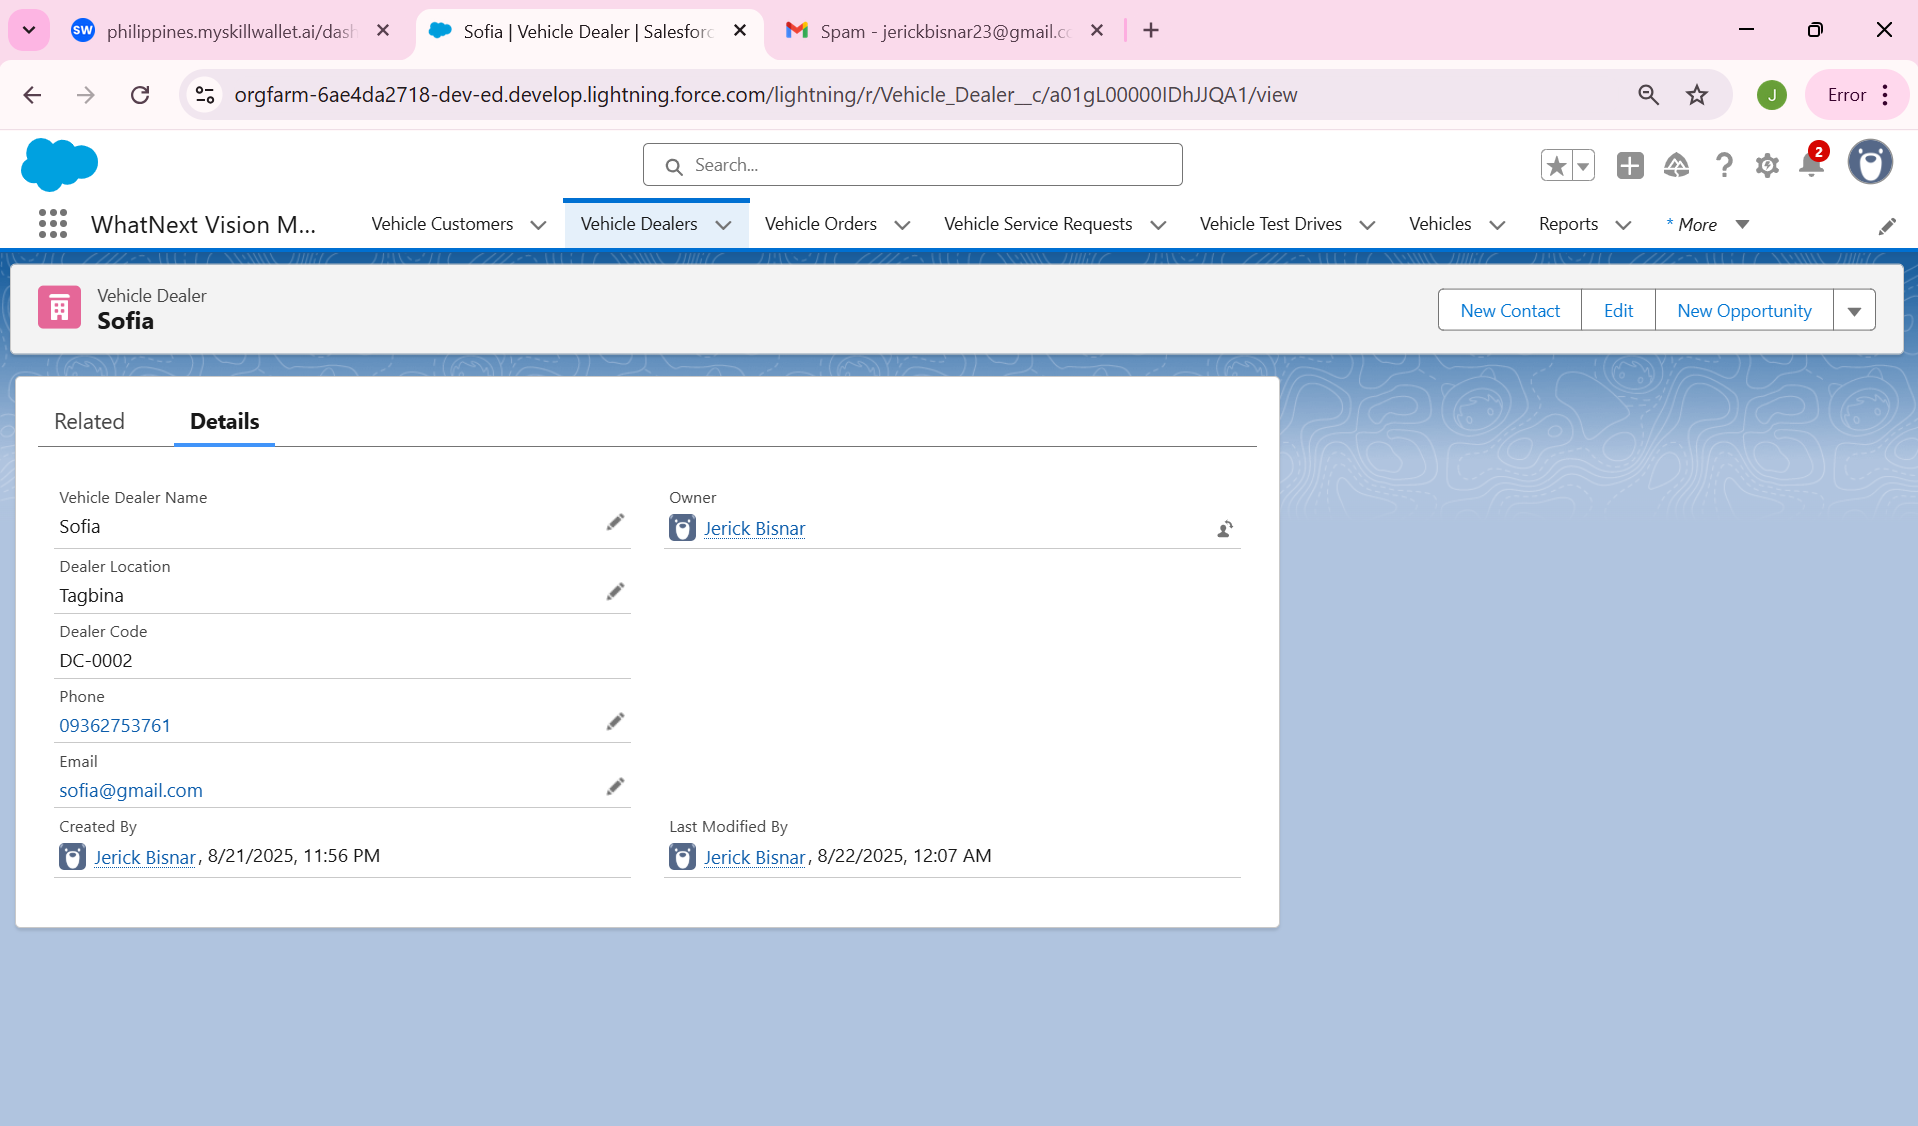 SW philippines.myskillwallet.ai/dash
Sofia | Vehicle Dealer | Salesforc
Spam - jerickbisnar23@gmail.co
orgfarm-6ae4da2718-dev-ed.develop.lightning.force.com/lightning/r/Vehicle_Dealer__c/a01gL00000IDhJJQA1/view
J
Error
Search...
2
WhatNext Vision M...
Vehicle Customers
Vehicle Dealers
Vehicle Orders
Vehicle Service Requests
Vehicle Test Drives
Vehicles
Reports
* More
Vehicle Dealer
Sofia
New Contact
Edit
New Opportunity
Related
Details
Vehicle Dealer Name
Sofia
Owner
Jerick Bisnar
Dealer Location
Tagbina
Dealer Code
DC-0002
Phone
09362753761
Email
sofia@gmail.com
Created By
Jerick Bisnar, 8/21/2025, 11:56 PM
Last Modified By
Jerick Bisnar, 8/22/2025, 12:07 AM